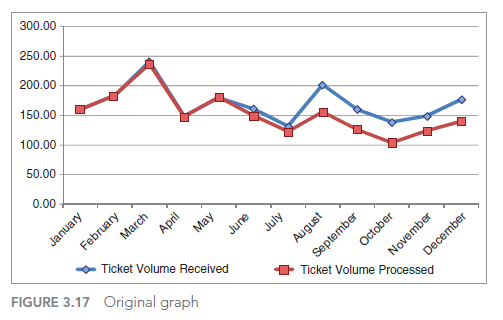 300.00
250.00
200.00
150.00
100.00
50.00
0.00
January
February
March
April
May
June
July
August
September
October
November
December
Ticket Volume Received
Ticket Volume Processed
FIGURE 3.17 Original graph